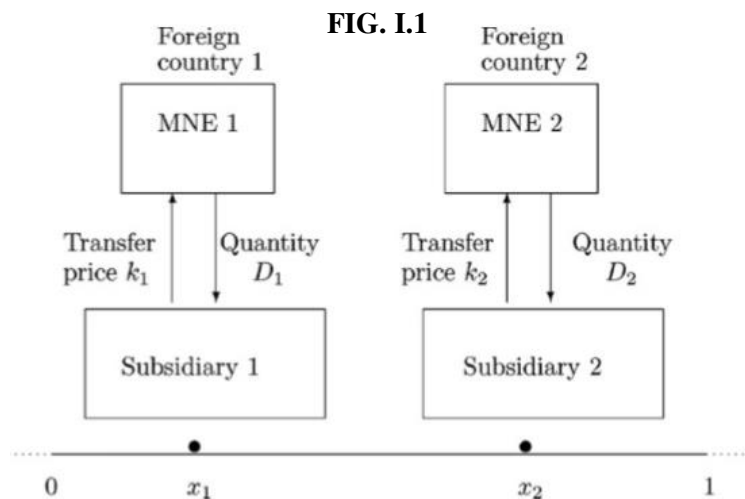 FIG. I.1
Foreign
country 1
Foreign
country 2
MNE 1
MNE 2
Transfer
price k₁
Quantity
D₁
Transfer
price k₂
Quantity
D₂
Subsidiary 1
Subsidiary 2
0
x₁
x₂
1